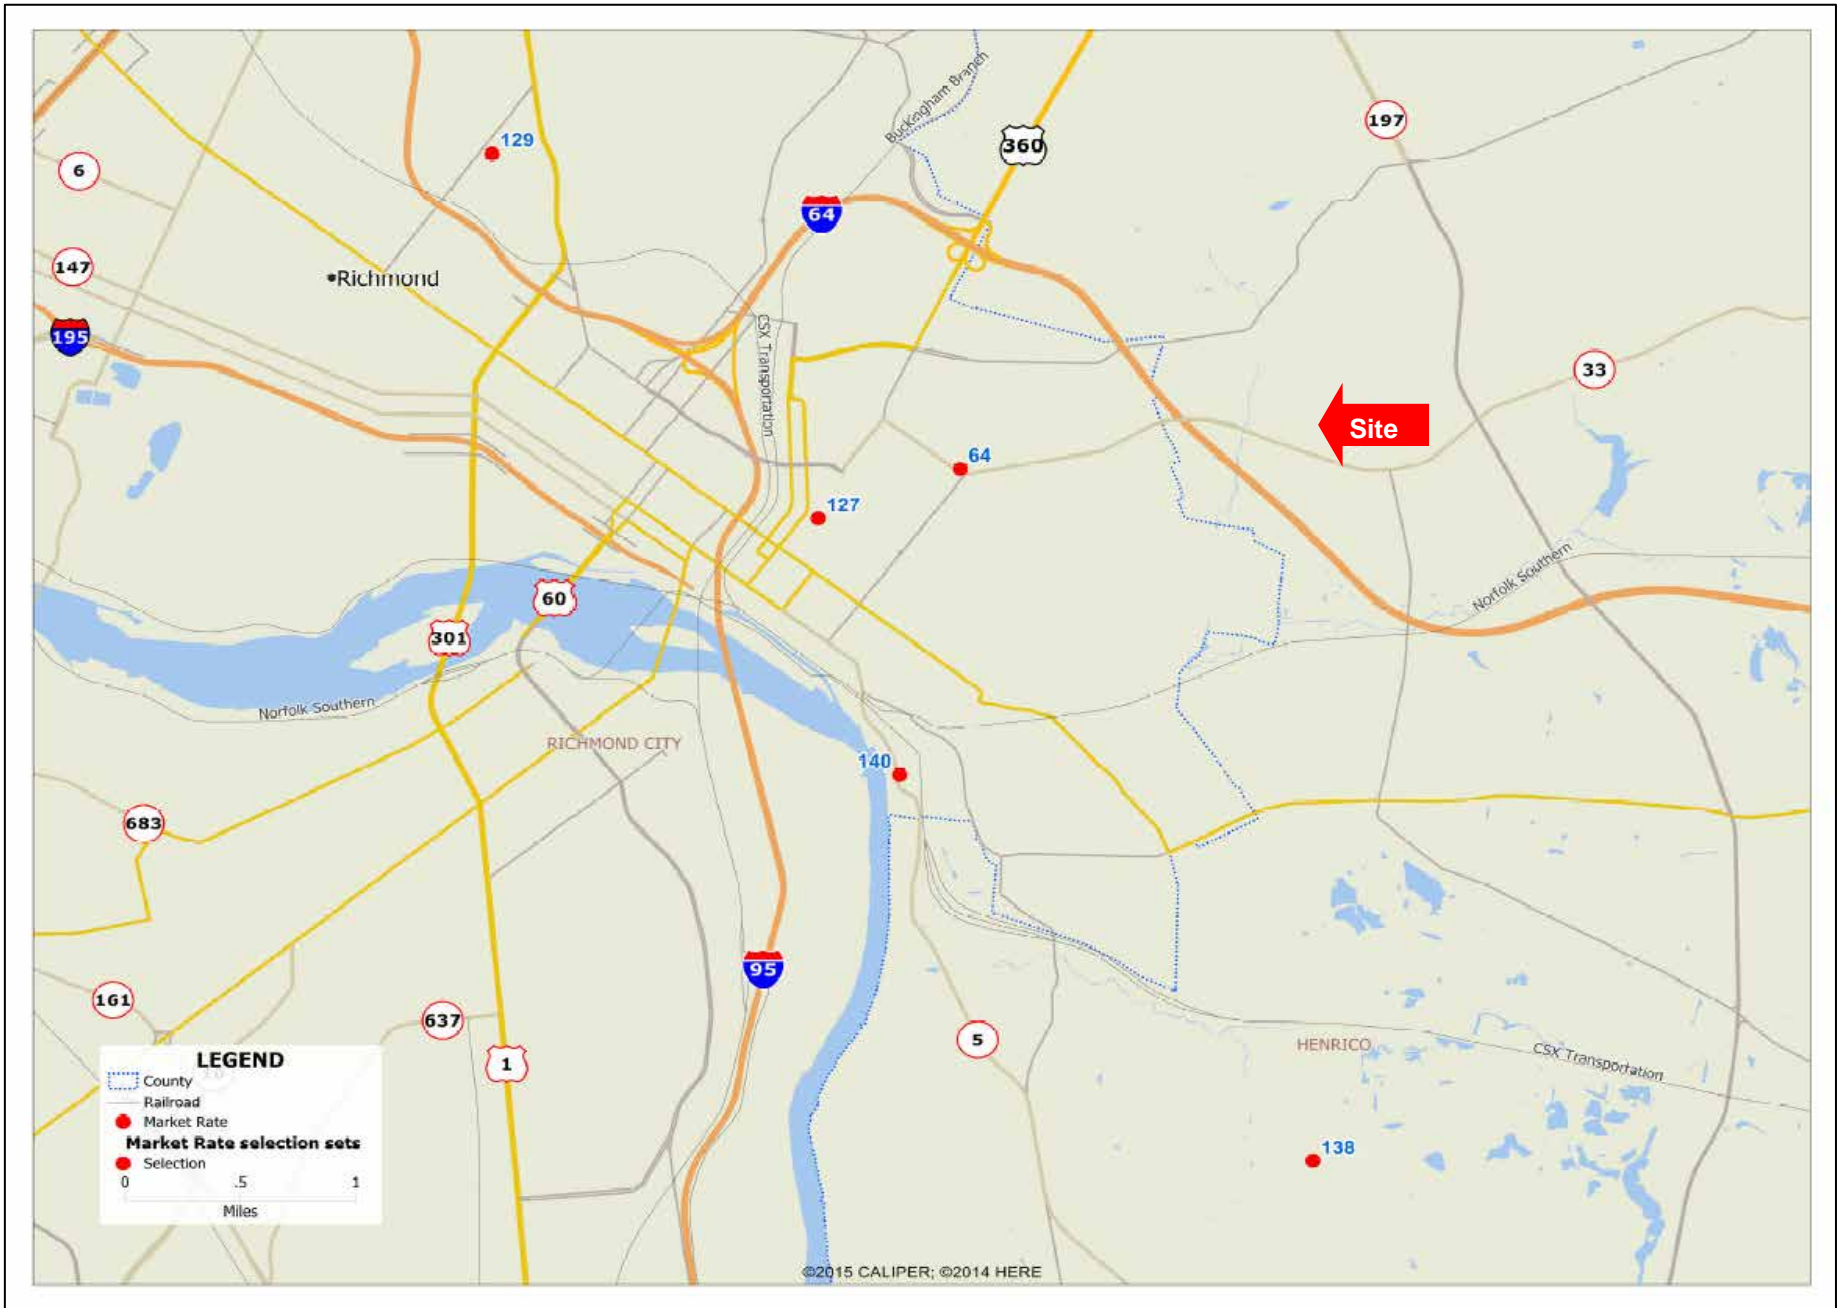 Buckingham Branch
197
360
129
6
64
147
Richmond
195
CSX Transportation
33
Site
64
127
Norfolk Southern
60
301
Norfolk Southern
RICHMOND CITY
140
683
95
161
637
5
1
HENRICO
CSX Transportation
138
LEGEND
County
Railroad
Market Rate
Market Rate selection sets
Selection
0 .5 1
Miles
©2015 CALIPER; ©2014 HERE